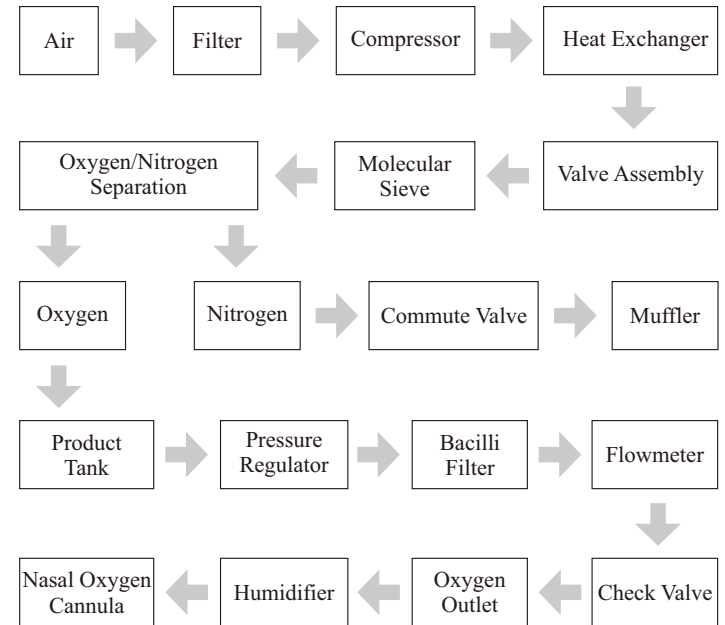 Air
Filter
Compressor
Heat Exchanger
Oxygen/Nitrogen
Separation
Molecular
Sieve
Valve Assembly
Oxygen
Nitrogen
Commute Valve
Muffler
Product
Tank
Pressure
Regulator
Bacilli
Filter
Flowmeter
Nasal Oxygen
Cannula
Humidifier
Oxygen
Outlet
Check Valve